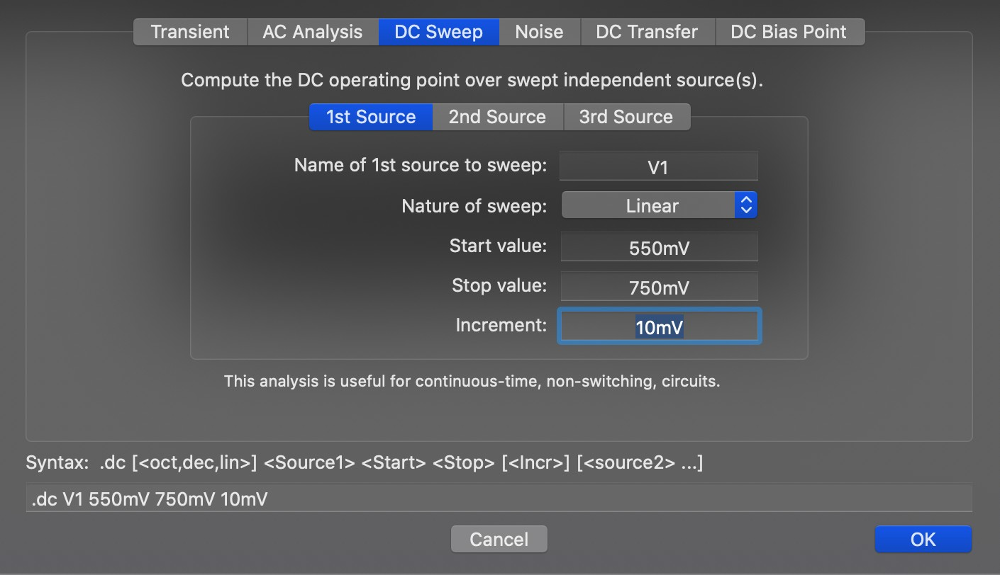 Transient AC Analysis DC Sweep Noise DC Transfer DC Bias Point
Compute the DC operating point over swept independent source(s).
1st Source 2nd Source 3rd Source
Name of 1st source to sweep: V1
Nature of sweep: Linear
Start value: 550mV
Stop value: 750mV
Increment: 10mV
This analysis is useful for continuous-time, non-switching, circuits.
Syntax: .dc [<oct,dec,lin>] <Source1> <Start> <Stop> [<Incr>] [<source2> ...]
.dc V1 550mV 750mV 10mV
Cancel OK